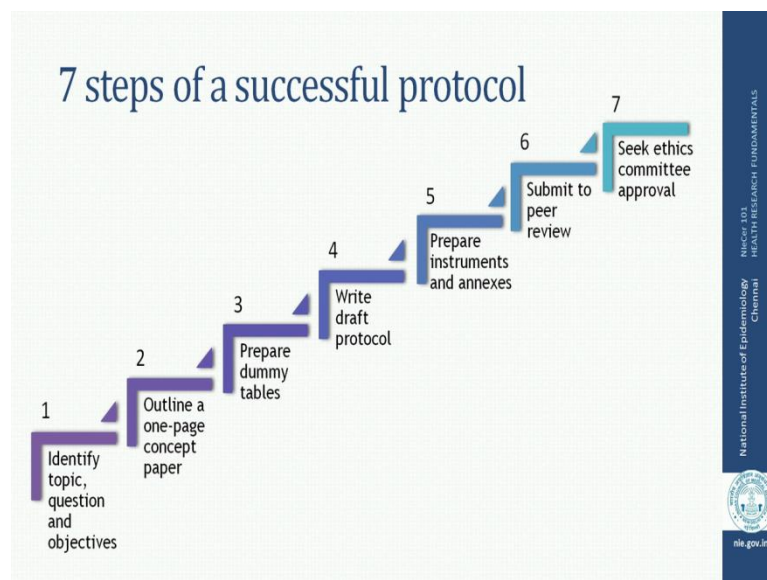 7 steps of a successful protocol
1
Identify
topic,
question
and
objectives
2
Outline a
one-page
concept
paper
3
Prepare
dummy
tables
4
Write
draft
protocol
5
Prepare
instruments
and annexes
6
Submit to
peer
review
7
Seek ethics
committee
approval
NIeCer 101
HEALTH RESEARCH FUNDAMENTALS
National Institute of Epidemiology
Chennai
nie.gov.in